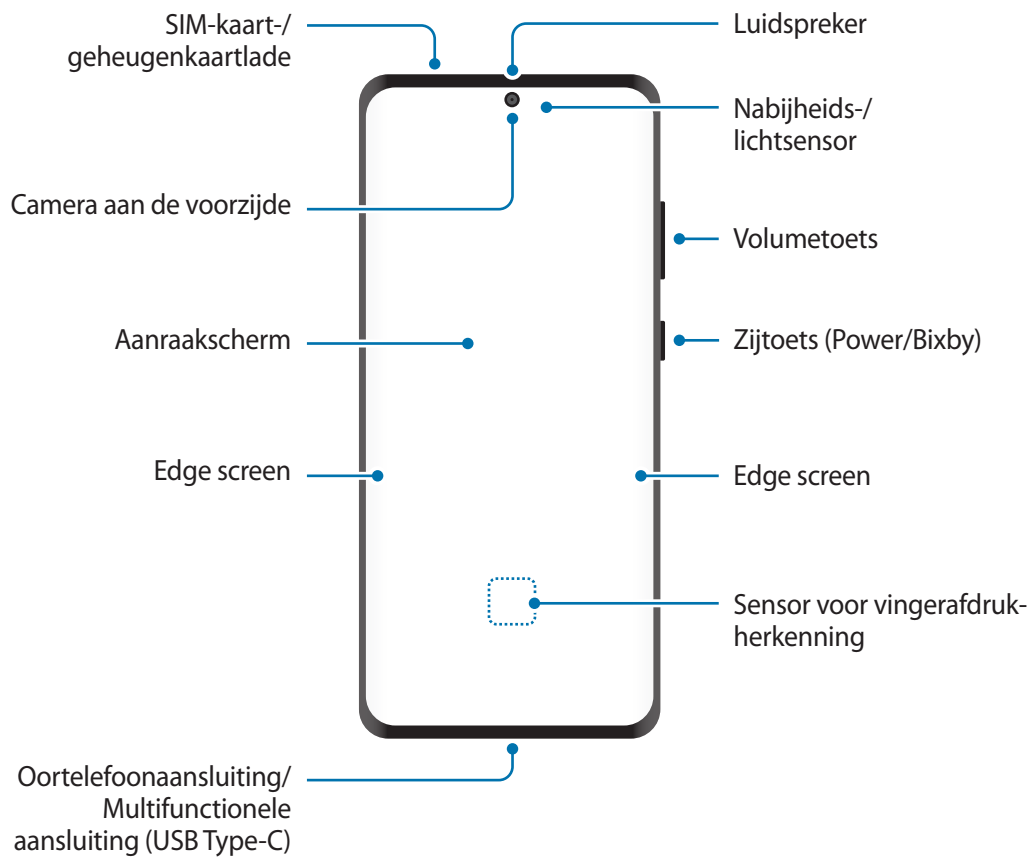 SIM-kaart-/
geheugenkaartlade
Luidspreker
Nabijheids-/
lichtsensor
Camera aan de voorzijde
Volumetoets
Aanraakscherm
Zijtoets (Power/Bixby)
Edge screen
Edge screen
Sensor voor vingerafdruk-
herkenning
Oortelefoonaansluiting/
Multifunctionele
aansluiting (USB Type-C)